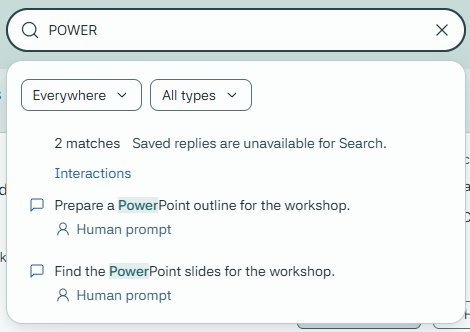 POWER
Everywhere All types
2 matches Saved replies are unavailable for Search.
Interactions
Prepare a PowerPoint outline for the workshop.
Human prompt
Find the PowerPoint slides for the workshop.
Human prompt